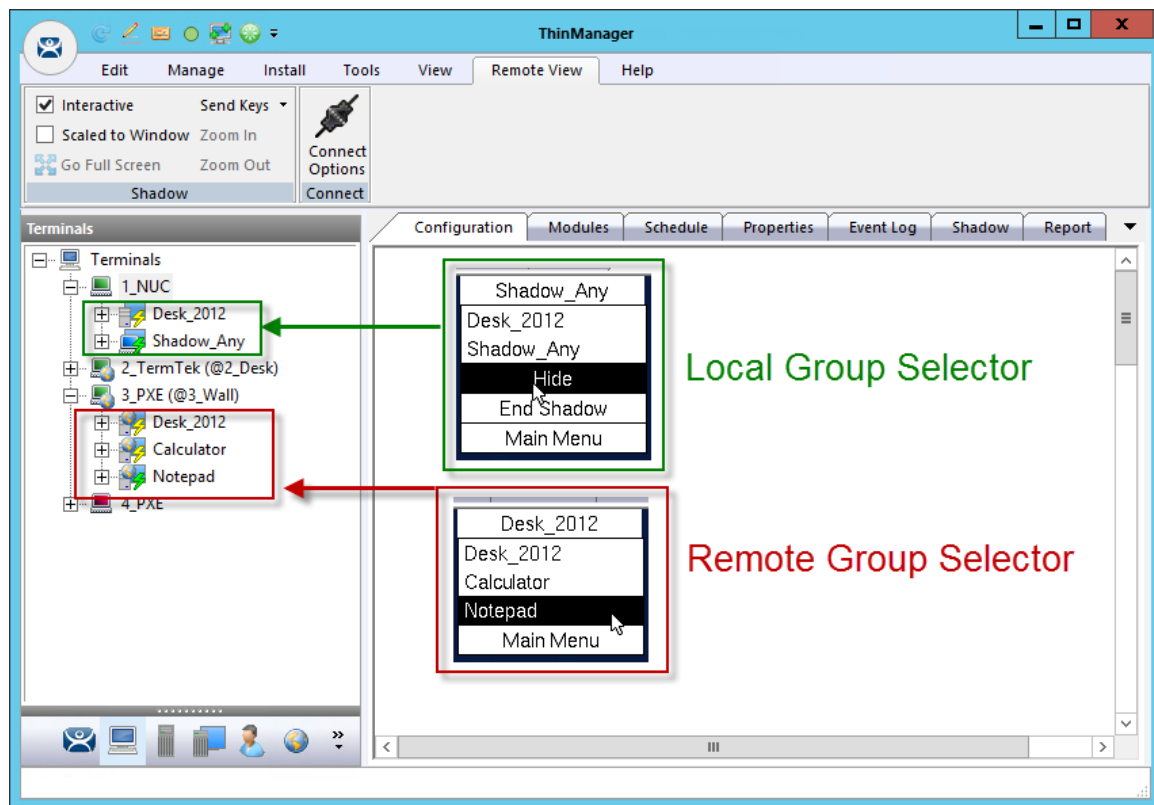 ThinManager
Edit Manage Install Tools View Remote View Help
Interactive Send Keys
Scaled to Window Zoom In
Go Full Screen Zoom Out
Connect Options
Shadow Connect
Terminals
Configuration Modules Schedule Properties Event Log Shadow Report
Terminals
1_NUC
Desk_2012
Shadow_Any
2_TermTek (@2_Desk)
3_PXE (@3_Wall)
Desk_2012
Calculator
Notepad
4_PXE
Shadow_Any
Desk_2012
Shadow_Any
Hide
End Shadow
Main Menu
Local Group Selector
Desk_2012
Desk_2012
Calculator
Notepad
Main Menu
Remote Group Selector